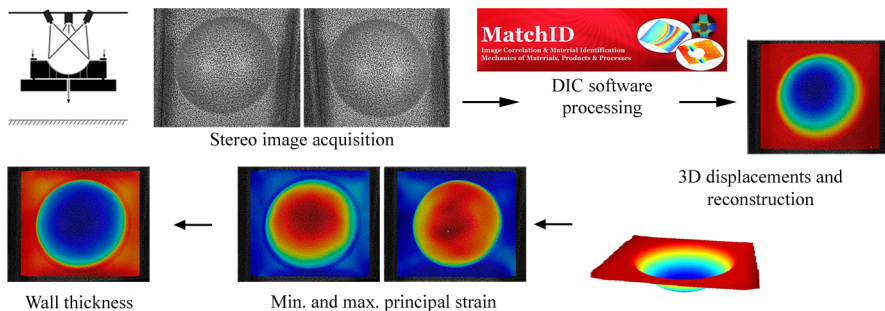 MatchID
Image Correlation & Material Identification
Mechanics of Materials, Products & Processes
Stereo image acquisition
DIC software
processing
3D displacements and
reconstruction
Wall thickness
Min. and max. principal strain